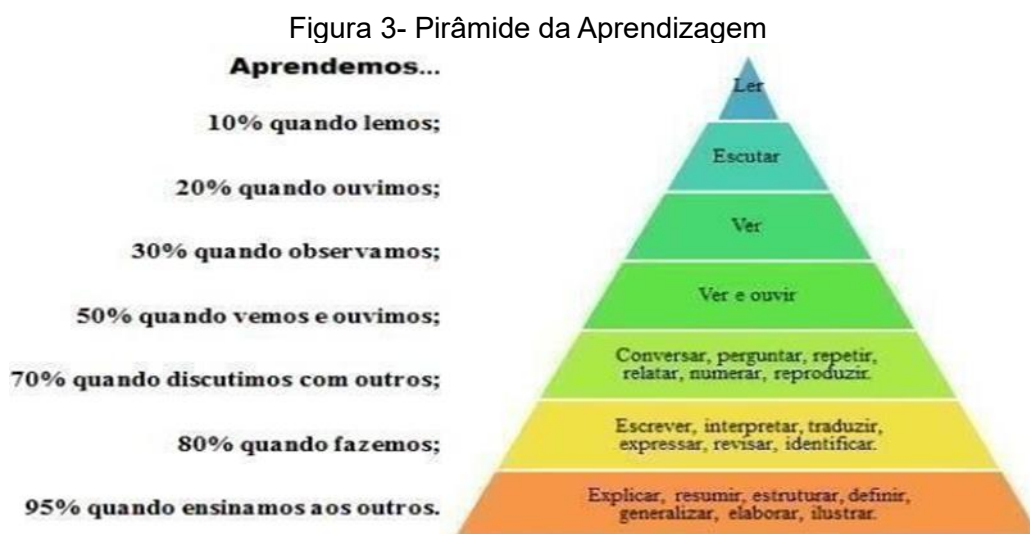 Figura 3- Pirâmide da Aprendizagem
Aprendemos...
10% quando lemos;
20% quando ouvimos;
30% quando observamos;
50% quando vemos e ouvimos;
70% quando discutimos com outros;
80% quando fazemos;
95% quando ensinamos aos outros.
Ler
Escutar
Ver
Ver e ouvir
Conversar, perguntar, repetir,
relatar, numerar, reproduzir.
Escrever, interpretar, traduzir,
expressar, revisar, identificar.
Explicar, resumir, estruturar, definir,
generalizar, elaborar, ilustrar.